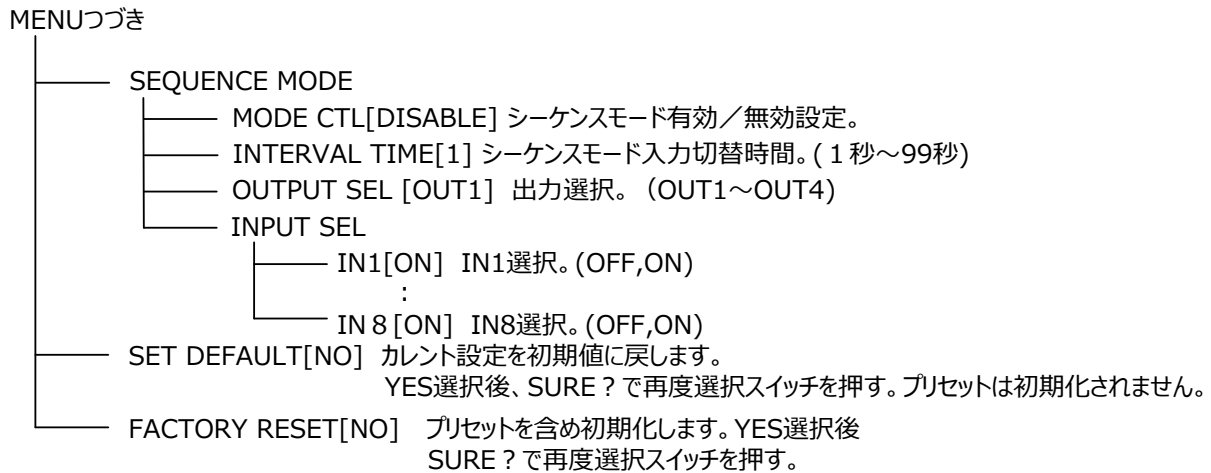 MENUつづき
SEQUENCE MODE
MODE CTL[DISABLE] シーケンスモード有効／無効設定。
INTERVAL TIME[1] シーケンスモード入力切替時間。(１秒～99秒)
OUTPUT SEL [OUT1] 出力選択。（OUT1～OUT4)
INPUT SEL
IN1[ON] IN1選択。(OFF,ON)
：
IN８[ON] IN8選択。(OFF,ON)
SET DEFAULT[NO] カレント設定を初期値に戻します。
YES選択後、SURE？で再度選択スイッチを押す。プリセットは初期化されません。
FACTORY RESET[NO] プリセットを含め初期化します。YES選択後
SURE？で再度選択スイッチを押す。